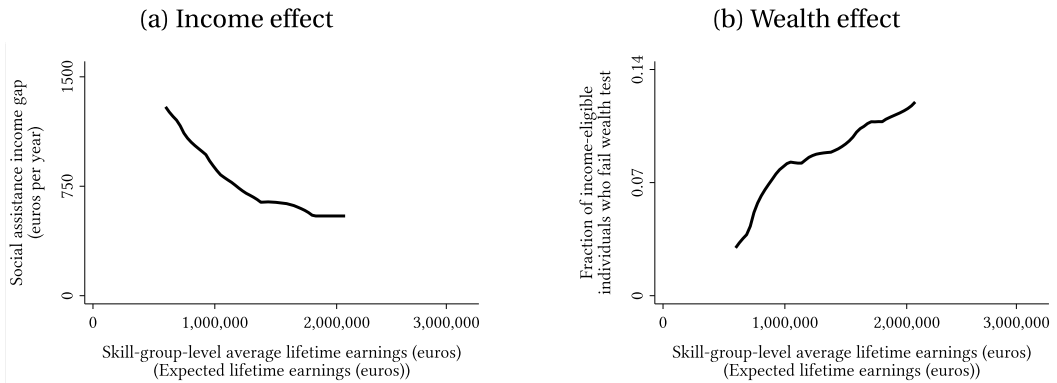 (a) Income effect
Social assistance income gap
(euros per year)
1500
750
0
0
1,000,000
2,000,000
3,000,000
Skill-group-level average lifetime earnings (euros)
(Expected lifetime earnings (euros))
(b) Wealth effect
Fraction of income-eligible
individuals who fail wealth test
0.14
0.07
0
0
1,000,000
2,000,000
3,000,000
Skill-group-level average lifetime earnings (euros)
(Expected lifetime earnings (euros))